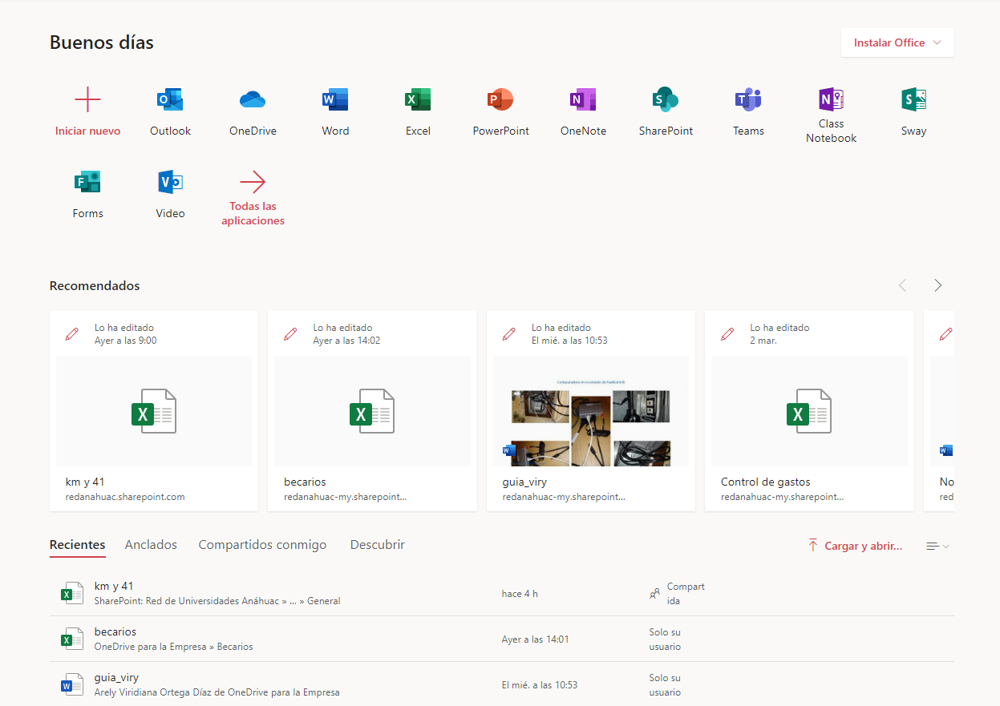 Buenos días
Instalar Office
Iniciar nuevo
Outlook
OneDrive
Word
Excel
PowerPoint
OneNote
SharePoint
Teams
Class
Notebook
Sway
Forms
Video
Todas las
aplicaciones
Recomendados
Lo ha editado
Ayer a las 9:00
km y 41
redanahuac.sharepoint.com
Lo ha editado
Ayer a las 14:02
becarios
redanahuac-my.sharepoint...
Lo ha editado
El mié. a las 10:53
guia_viry
redanahuac-my.sharepoint...
Lo ha editado
2 mar.
Control de gastos
redanahuac-my.sharepoint...
No
red
Recientes
Anclados
Compartidos conmigo
Descubrir
Cargar y abrir...
km y 41
SharePoint: Red de Universidades Anáhuac » ... » General
hace 4 h
Compart
ida
becarios
OneDrive para la Empresa » Becarios
Ayer a las 14:01
Solo su
usuario
guia_viry
Arely Viridiana Ortega Díaz de OneDrive para la Empresa
El mié. a las 10:53
Solo su
usuario